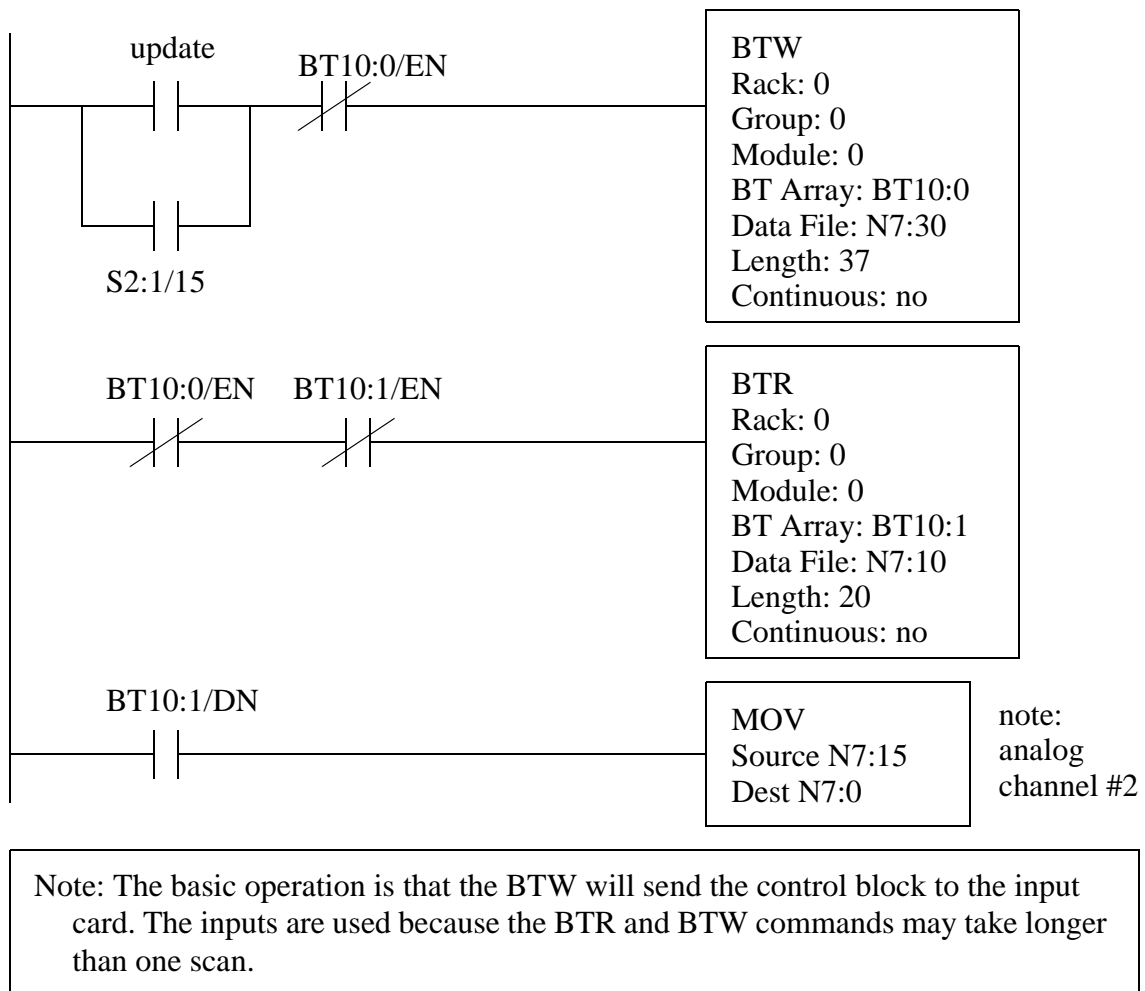 update
BT10:0/EN
S2:1/15
BTW
Rack: 0
Group: 0
Module: 0
BT Array: BT10:0
Data File: N7:30
Length: 37
Continuous: no
BT10:0/EN
BT10:1/EN
BTR
Rack: 0
Group: 0
Module: 0
BT Array: BT10:1
Data File: N7:10
Length: 20
Continuous: no
BT10:1/DN
MOV
Source N7:15
Dest N7:0
note:
analog
channel #2
Note: The basic operation is that the BTW will send the control block to the input
card. The inputs are used because the BTR and BTW commands may take longer
than one scan.